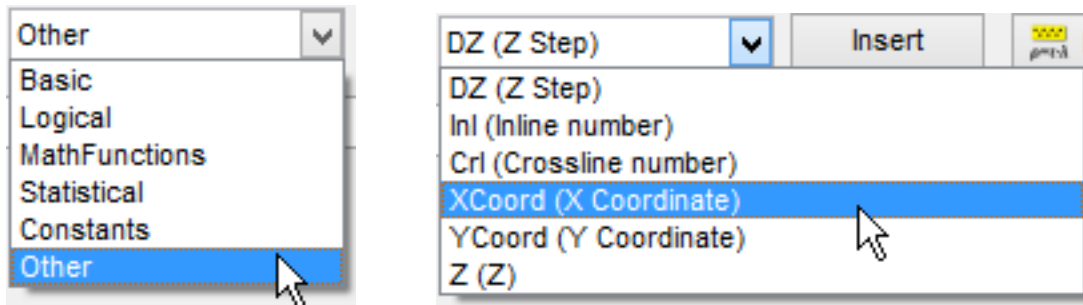 Other
Basic
Logical
MathFunctions
Statistical
Constants
Other
DZ (Z Step)
Insert
DZ (Z Step)
Inl (Inline number)
Crl (Crossline number)
XCoord (X Coordinate)
YCoord (Y Coordinate)
Z (Z)